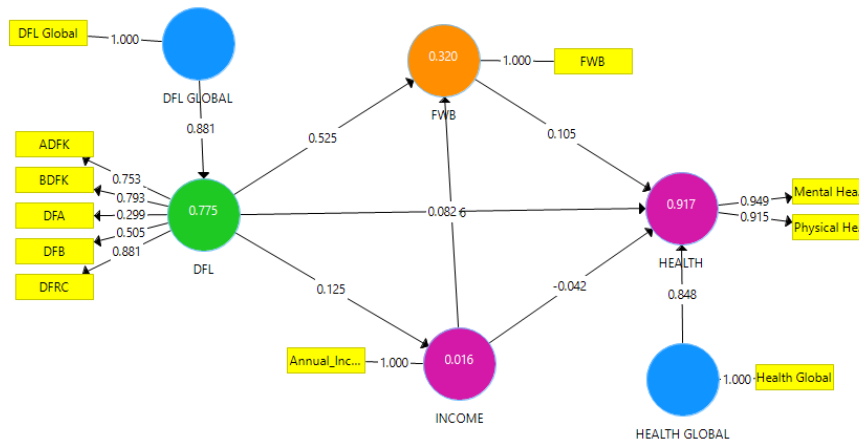 DFL Global
1.000
DFL GLOBAL
0.881
0.320
1.000
FWB
FWB
ADFK
BDFK
DFA
DFB
DFRC
0.753
0.793
0.299
0.505
0.881
0.775
DFL
0.525
0.105
0.082
6
0.917
HEALTH
0.949
0.915
Mental Hea..
Physical He..
0.125
-0.042
0.848
Annual_Inc...
1.000
0.016
INCOME
1.000
Health Global
HEALTH GLOBAL